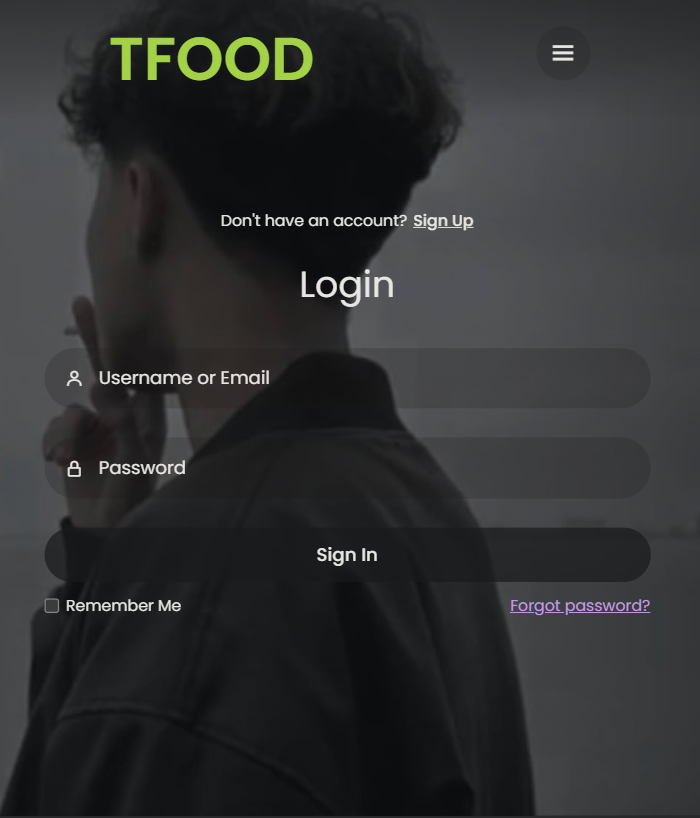 TFOOD
Don't have an account? Sign Up
Login
Username or Email
Password
Sign In
Remember Me
Forgot password?